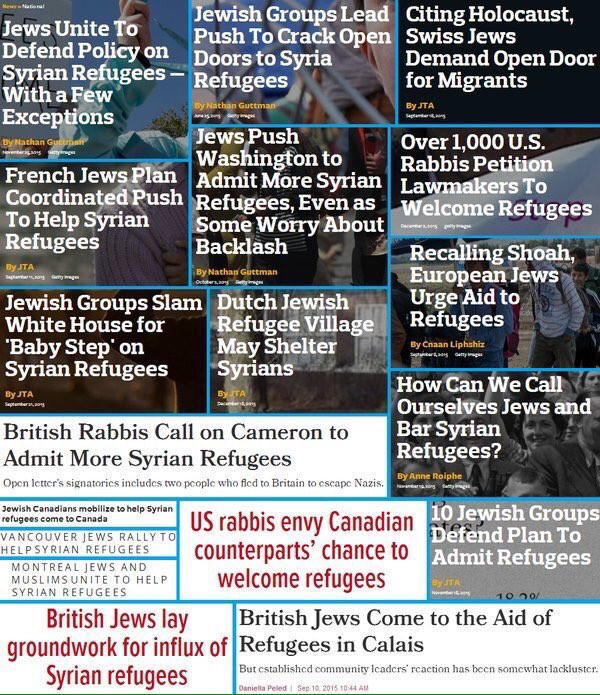 News » National
Jews Unite To
Defend Policy on
Syrian Refugees —
With a Few
Exceptions
By Nathan Guttman
Getty Images
Jewish Groups Lead
Push To Crack Open
Doors to Syria
Refugees
By Nathan Guttman
June 25, 2015 Getty Images
Citing Holocaust,
Swiss Jews
Demand Open Door
for Migrants
By JTA
September 18, 2015
French Jews Plan
Coordinated Push
To Help Syrian
Refugees
By JTA
September 11, 2015 Getty Images
Jews Push
Washington to
Admit More Syrian
Refugees, Even as
Some Worry About
Backlash
By Nathan Guttman
October 2, 2015 Getty Images
Over 1,000 U.S.
Rabbis Petition
Lawmakers To
Welcome Refugees
December 2, 2015 getty images
Recalling Shoah,
European Jews
Urge Aid to
Refugees
By Cnaan Liphshiz
September 8, 2015 Getty Images
Jewish Groups Slam
White House for
'Baby Step' on
Syrian Refugees
By JTA
September 21, 2015
Dutch Jewish
Refugee Village
May Shelter
Syrians
By JTA
December 18, 2015
How Can We Call
Ourselves Jews and
Bar Syrian
Refugees?
By Anne Roiphe
November 19, 2015 Getty Images
British Rabbis Call on Cameron to
Admit More Syrian Refugees
Open letter's signatories includes two people who fled to Britain to escape Nazis.
Jewish Canadians mobilize to help Syrian
refugees come to Canada
VANCOUVER JEWS RALLY TO
HELP SYRIAN REFUGEES
MONTREAL JEWS AND
MUSLIMS UNITE TO HELP
SYRIAN REFUGEES
US rabbis envy Canadian
counterparts' chance to
welcome refugees
10 Jewish Groups
Defend Plan To
Admit Refugees
By JTA
November 18, 2015
British Jews lay
groundwork for influx of
Syrian refugees
British Jews Come to the Aid of
Refugees in Calais
But established community leaders' reaction has been somewhat lackluster.
Daniella Peled | Sep 10, 2015 10:44 AM